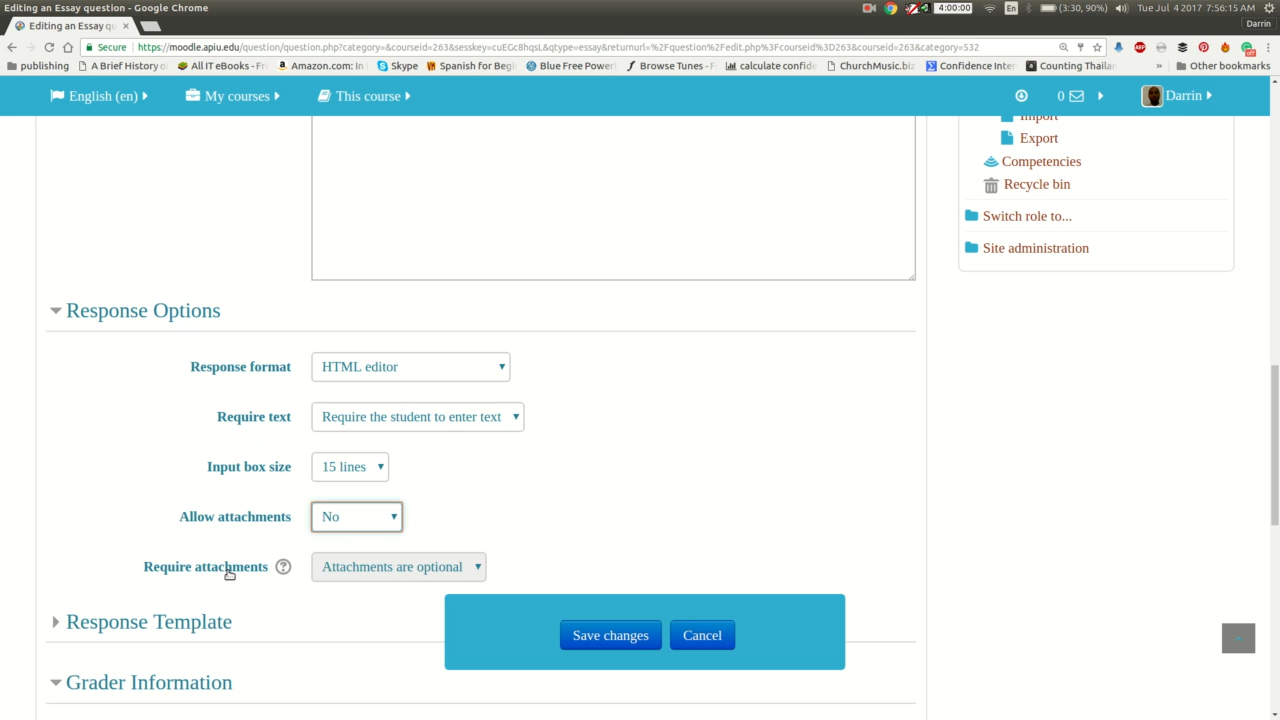 Editing an Essay question - Google Chrome
4:00:00 En (3:30, 90%) Tue Jul 4 2017 7:56:15 AM
Editing an Essay qu × Darrin
Secure https://moodle.apiu.edu/question/question.php?category=&courseid=263&sesskey=cuEGc8hqsL&qtype=essay&returnurl=%2Fquestion%2Fedit.php%3Fcourseid%3D263&courseid=263&category=532
publishing A Brief History o All IT eBooks - Fr Amazon.com: In Skype Spanish for Begi Blue Free Power Browse Tunes - F calculate confide ChurchMusic.biz Confidence Inter Counting Thailan » Other bookmarks
English (en) My courses This course 0 Darrin
Import
Export
Competencies
Recycle bin
Switch role to...
Site administration
Response Options
Response format HTML editor
Require text Require the student to enter text
Input box size 15 lines
Allow attachments No
Require attachments ? Attachments are optional
Response Template
Save changes Cancel
Grader Information